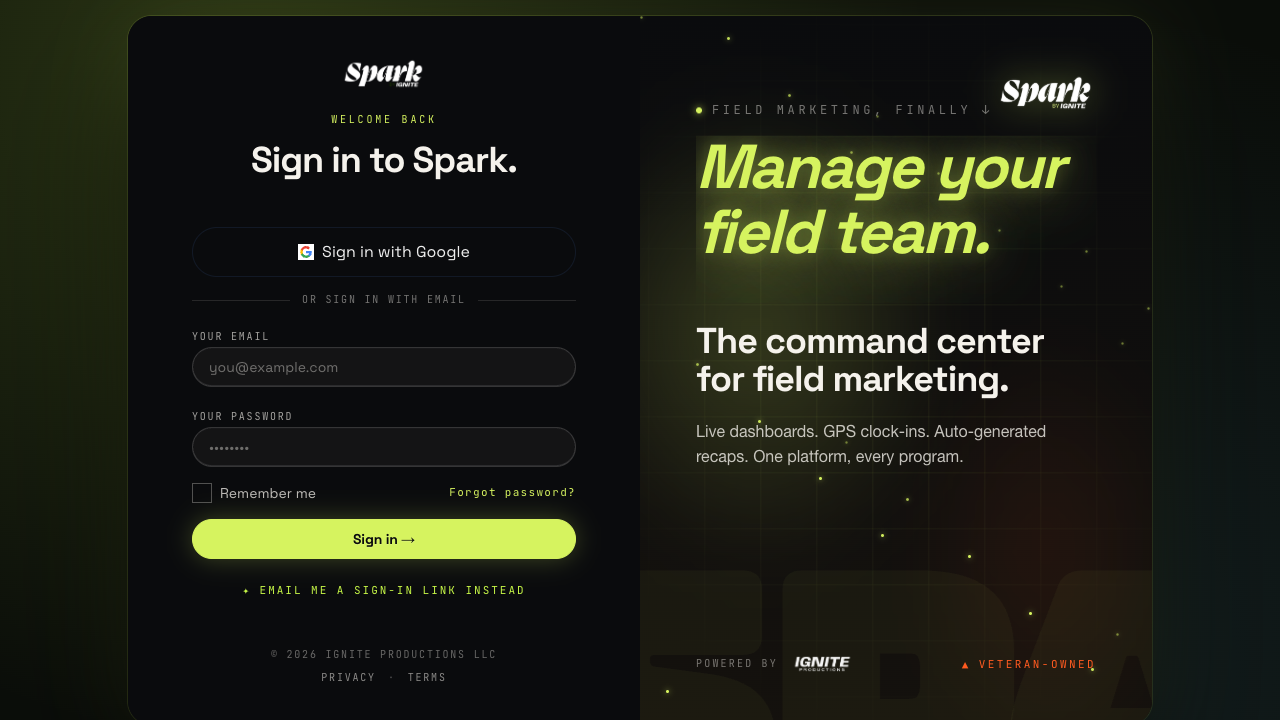 Spark
IGNITE
WELCOME BACK
Sign in to Spark.
Sign in with Google
OR SIGN IN WITH EMAIL
YOUR EMAIL
you@example.com
YOUR PASSWORD
••••••••
Remember me
Forgot password?
Sign in →
✦ EMAIL ME A SIGN-IN LINK INSTEAD
© 2026 IGNITE PRODUCTIONS LLC
PRIVACY · TERMS
FIELD MARKETING, FINALLY ↓
Spark
BY IGNITE
Manage your
field team.
The command center
for field marketing.
Live dashboards. GPS clock-ins. Auto-generated
recaps. One platform, every program.
SPA
POWERED BY IGNITE
PRODUCTIONS
▲ VETERAN-OWNED